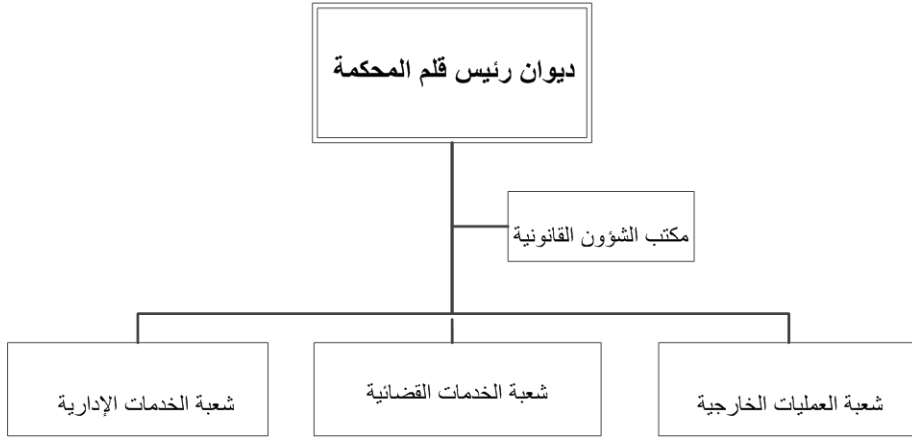 ديوان رئيس قلم المحكمة
مكتب الشؤون القانونية
شعبة العمليات الخارجية
شعبة الخدمات القضائية
شعبة الخدمات الإدارية